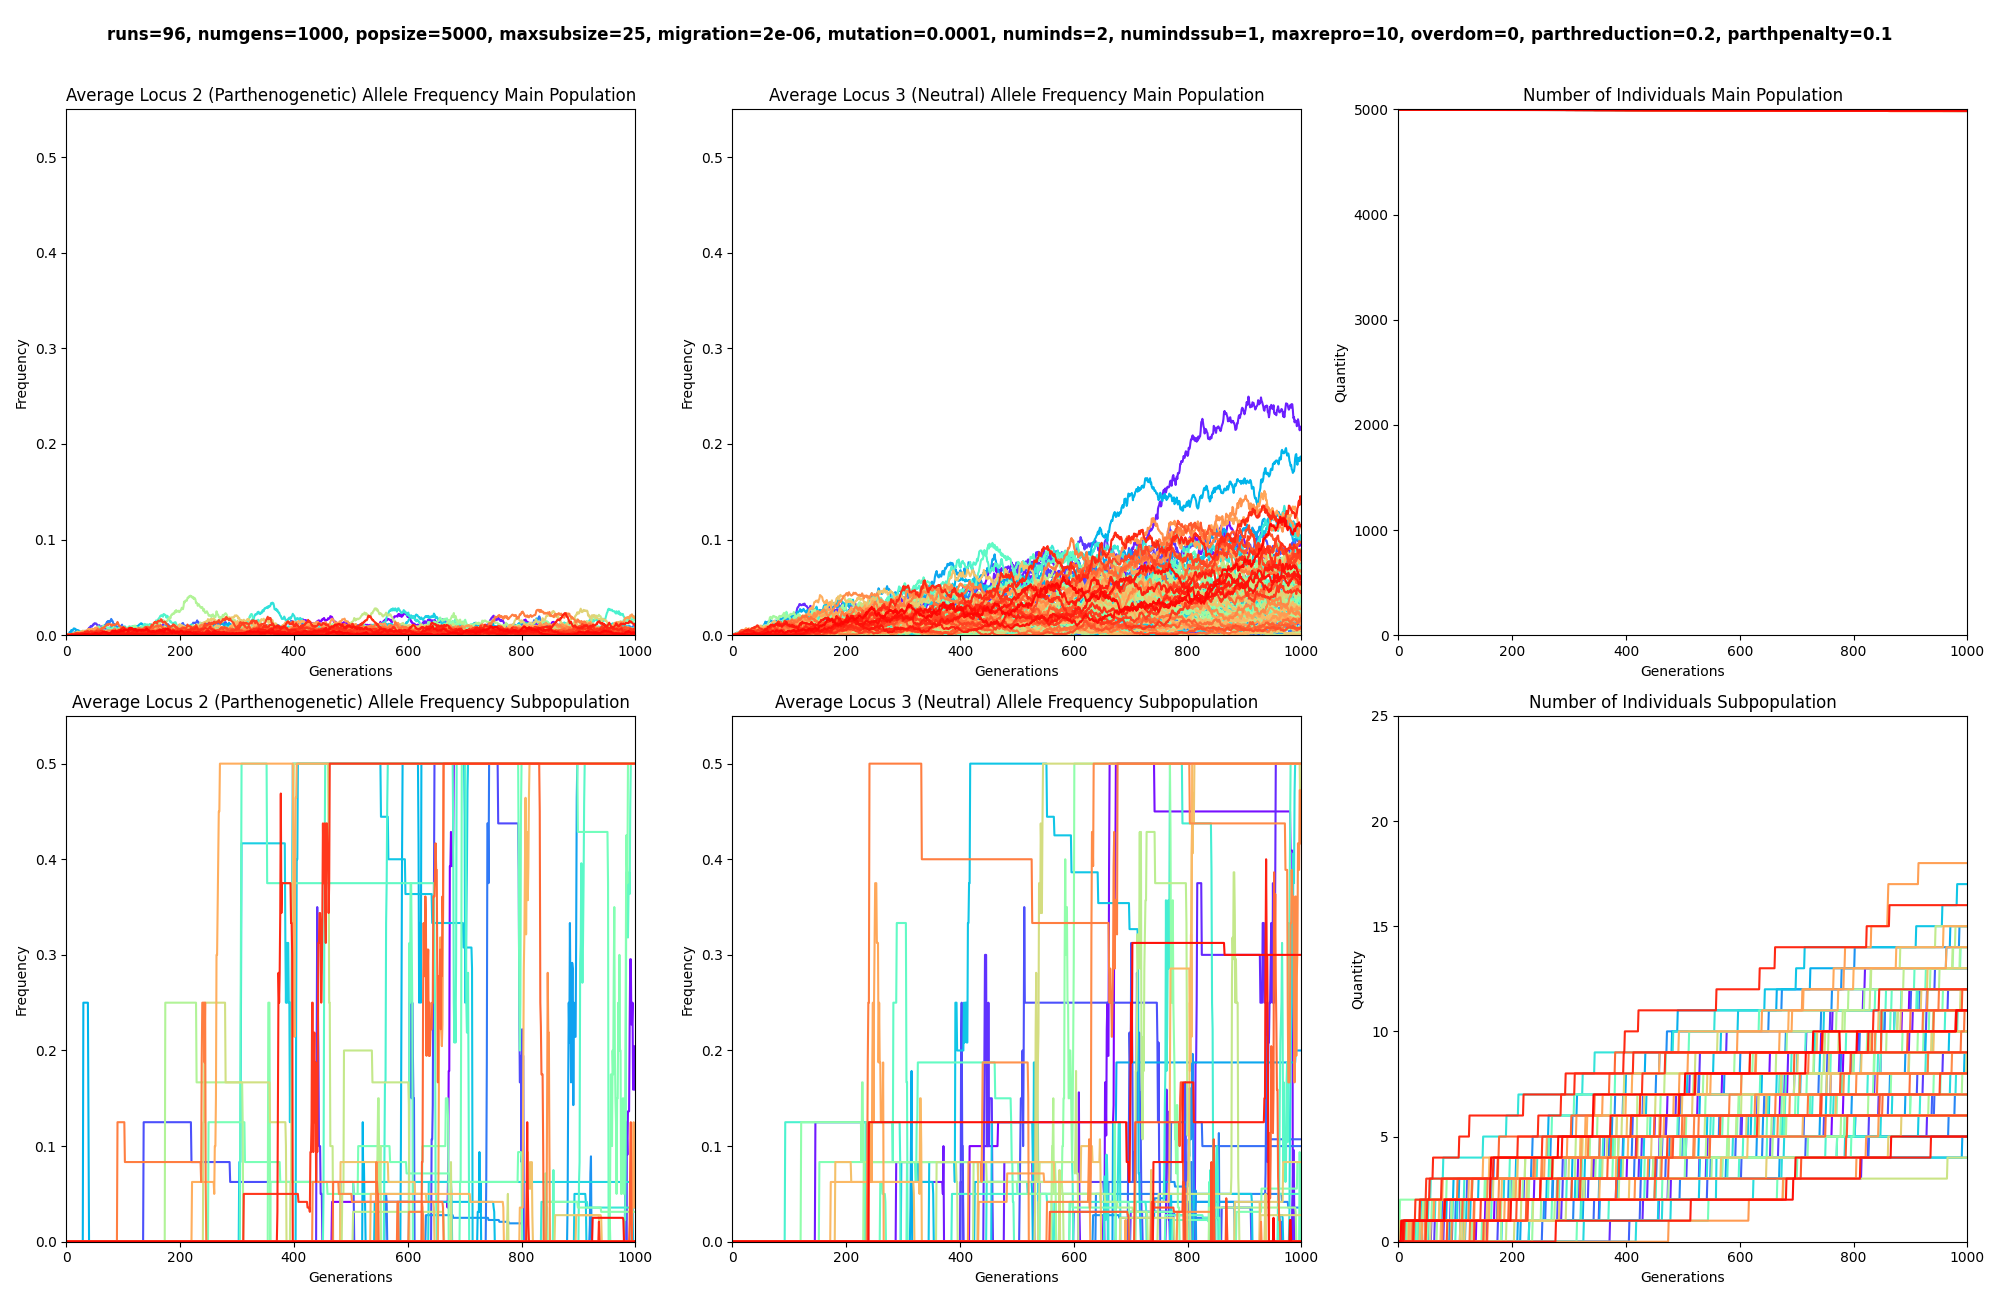 runs=96, numgens=1000, popsize=5000, maxsubsize=25, migration=2e-06, mutation=0.0001, numinds=2, numindssub=1, maxrepro=10, overdom=0, parthreduction=0.2, parthpenalty=0.1
Average Locus 2 (Parthenogenetic) Allele Frequency Main Population
Frequency
0.5
0.4
0.3
0.2
0.1
0.0
0 200 400 600 800 1000
Generations
Average Locus 3 (Neutral) Allele Frequency Main Population
Frequency
0.5
0.4
0.3
0.2
0.1
0.0
0 200 400 600 800 1000
Generations
Number of Individuals Main Population
Quantity
5000
4000
3000
2000
1000
0
0 200 400 600 800 1000
Generations
Average Locus 2 (Parthenogenetic) Allele Frequency Subpopulation
Frequency
0.5
0.4
0.3
0.2
0.1
0.0
0 200 400 600 800 1000
Generations
Average Locus 3 (Neutral) Allele Frequency Subpopulation
Frequency
0.5
0.4
0.3
0.2
0.1
0.0
0 200 400 600 800 1000
Generations
Number of Individuals Subpopulation
Quantity
25
20
15
10
5
0
0 200 400 600 800 1000
Generations